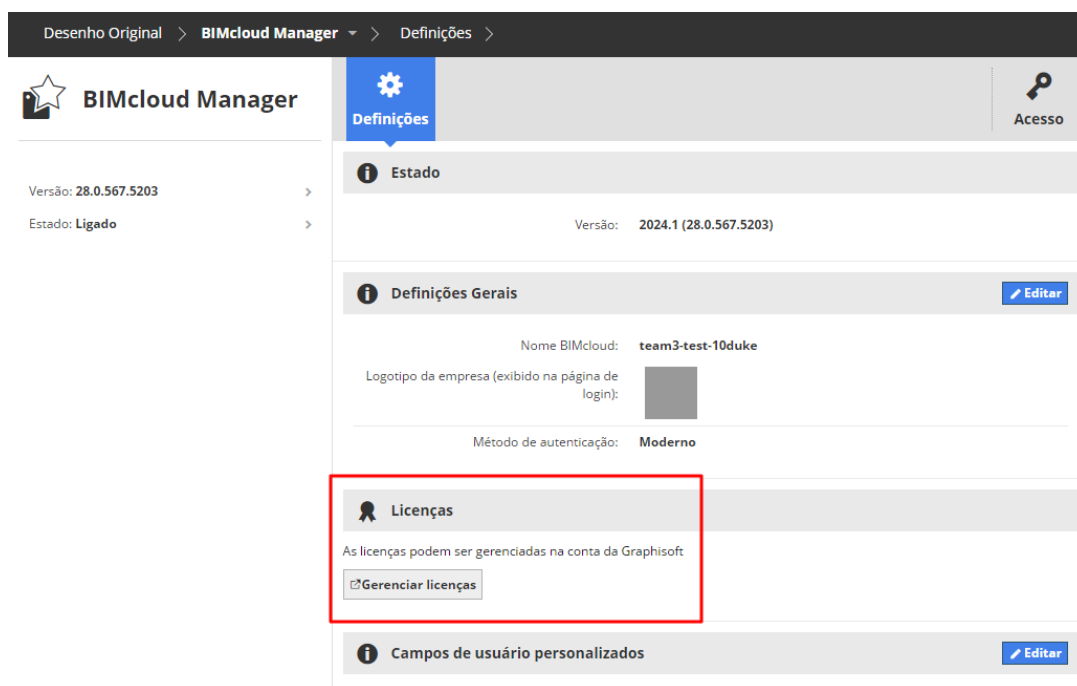 Desenho Original > BIMcloud Manager > Definições >
BIMcloud Manager
Definições
Acesso
Versão: 28.0.567.5203
Estado: Ligado
Estado
Versão: 2024.1 (28.0.567.5203)
Definições Gerais
Editar
Nome BIMcloud: team3-test-10duke
Logotipo da empresa (exibido na página de
login):
Método de autenticação: Moderno
Licenças
As licenças podem ser gerenciadas na conta da Graphisoft
Gerenciar licenças
Campos de usuário personalizados
Editar